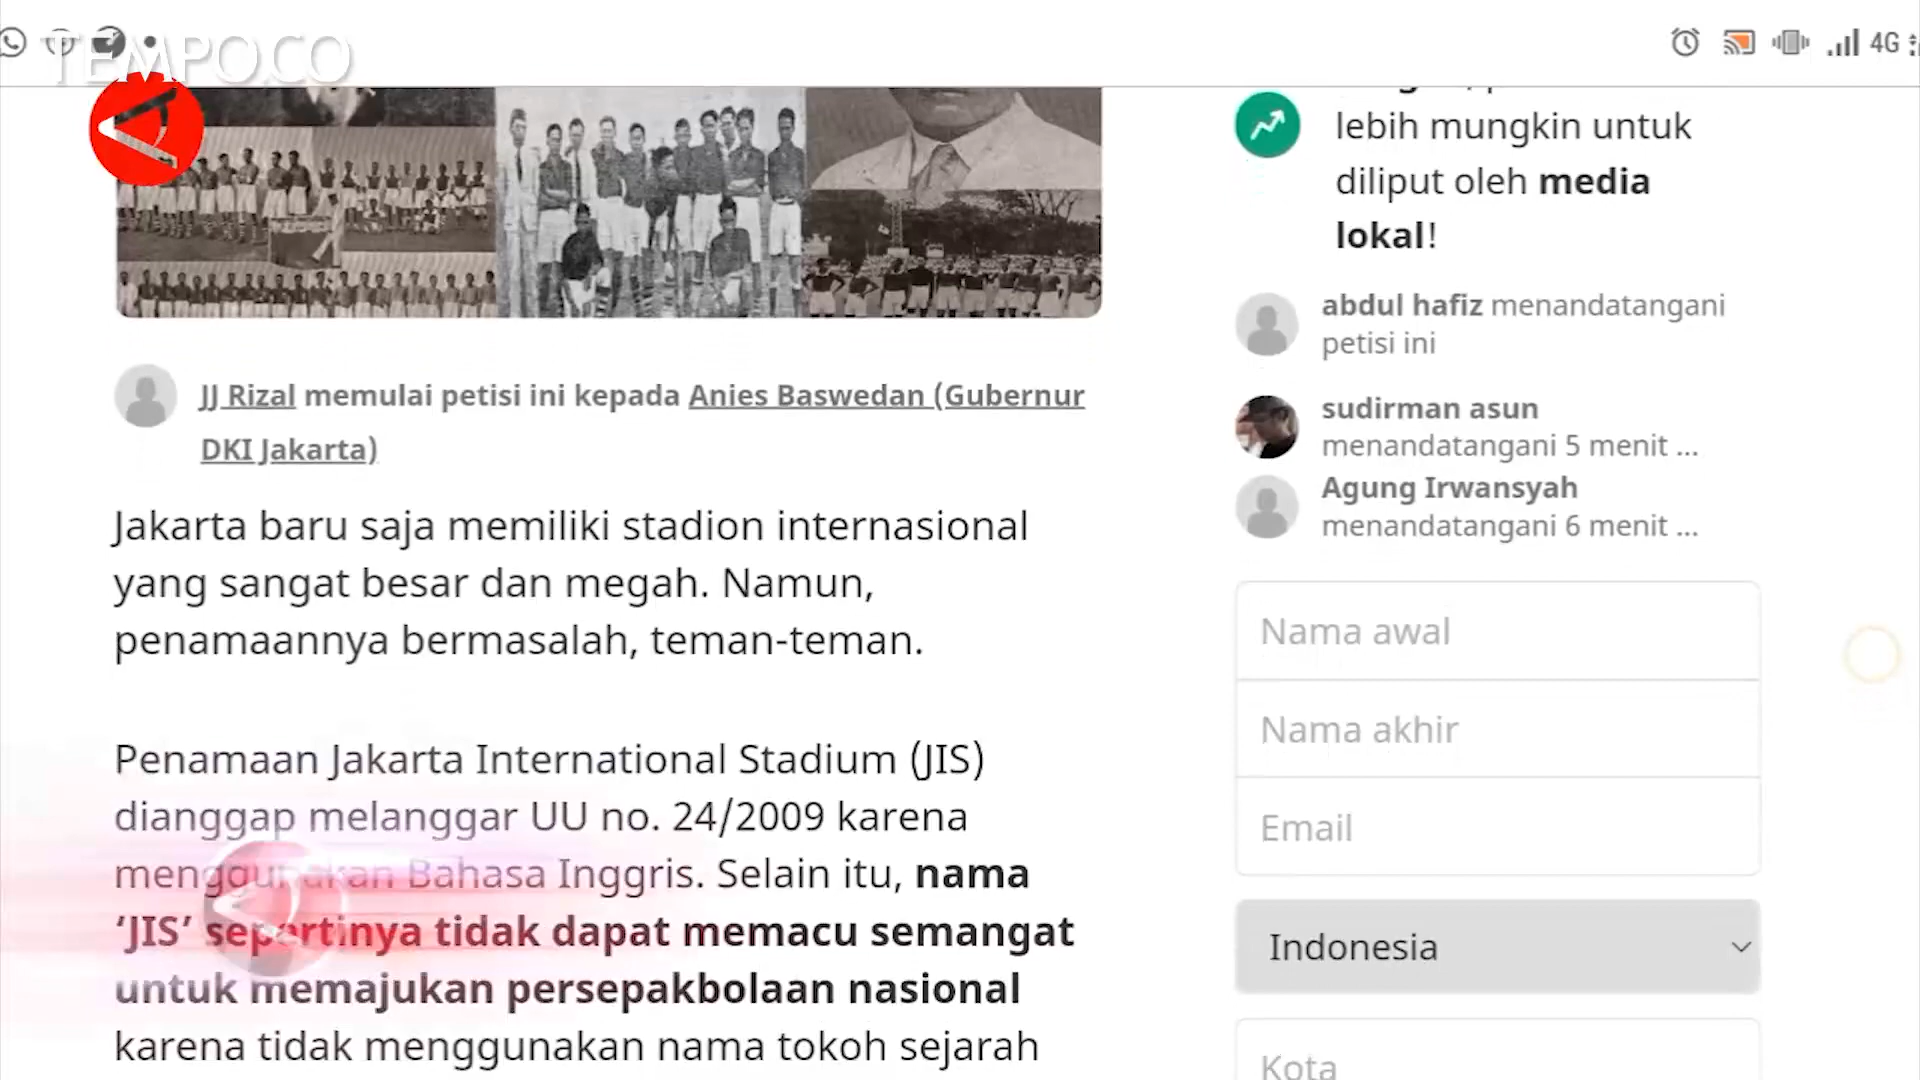 TEMPO.CO
4G
JJ Rizal memulai petisi ini kepada Anies Baswedan (Gubernur
DKI Jakarta)
Jakarta baru saja memiliki stadion internasional
yang sangat besar dan megah. Namun,
penamaannya bermasalah, teman-teman.
Penamaan Jakarta International Stadium (JIS)
dianggap melanggar UU no. 24/2009 karena
menggunakan Bahasa Inggris. Selain itu, nama
‘JIS’ sepertinya tidak dapat memacu semangat
untuk memajukan persepakbolaan nasional
karena tidak menggunakan nama tokoh sejarah
lebih mungkin untuk
diliput oleh media
lokal!
abdul hafiz menandatangani
petisi ini
sudirman asun
menandatangani 5 menit ...
Agung Irwansyah
menandatangani 6 menit ...
Nama awal
Nama akhir
Email
Indonesia
Kota